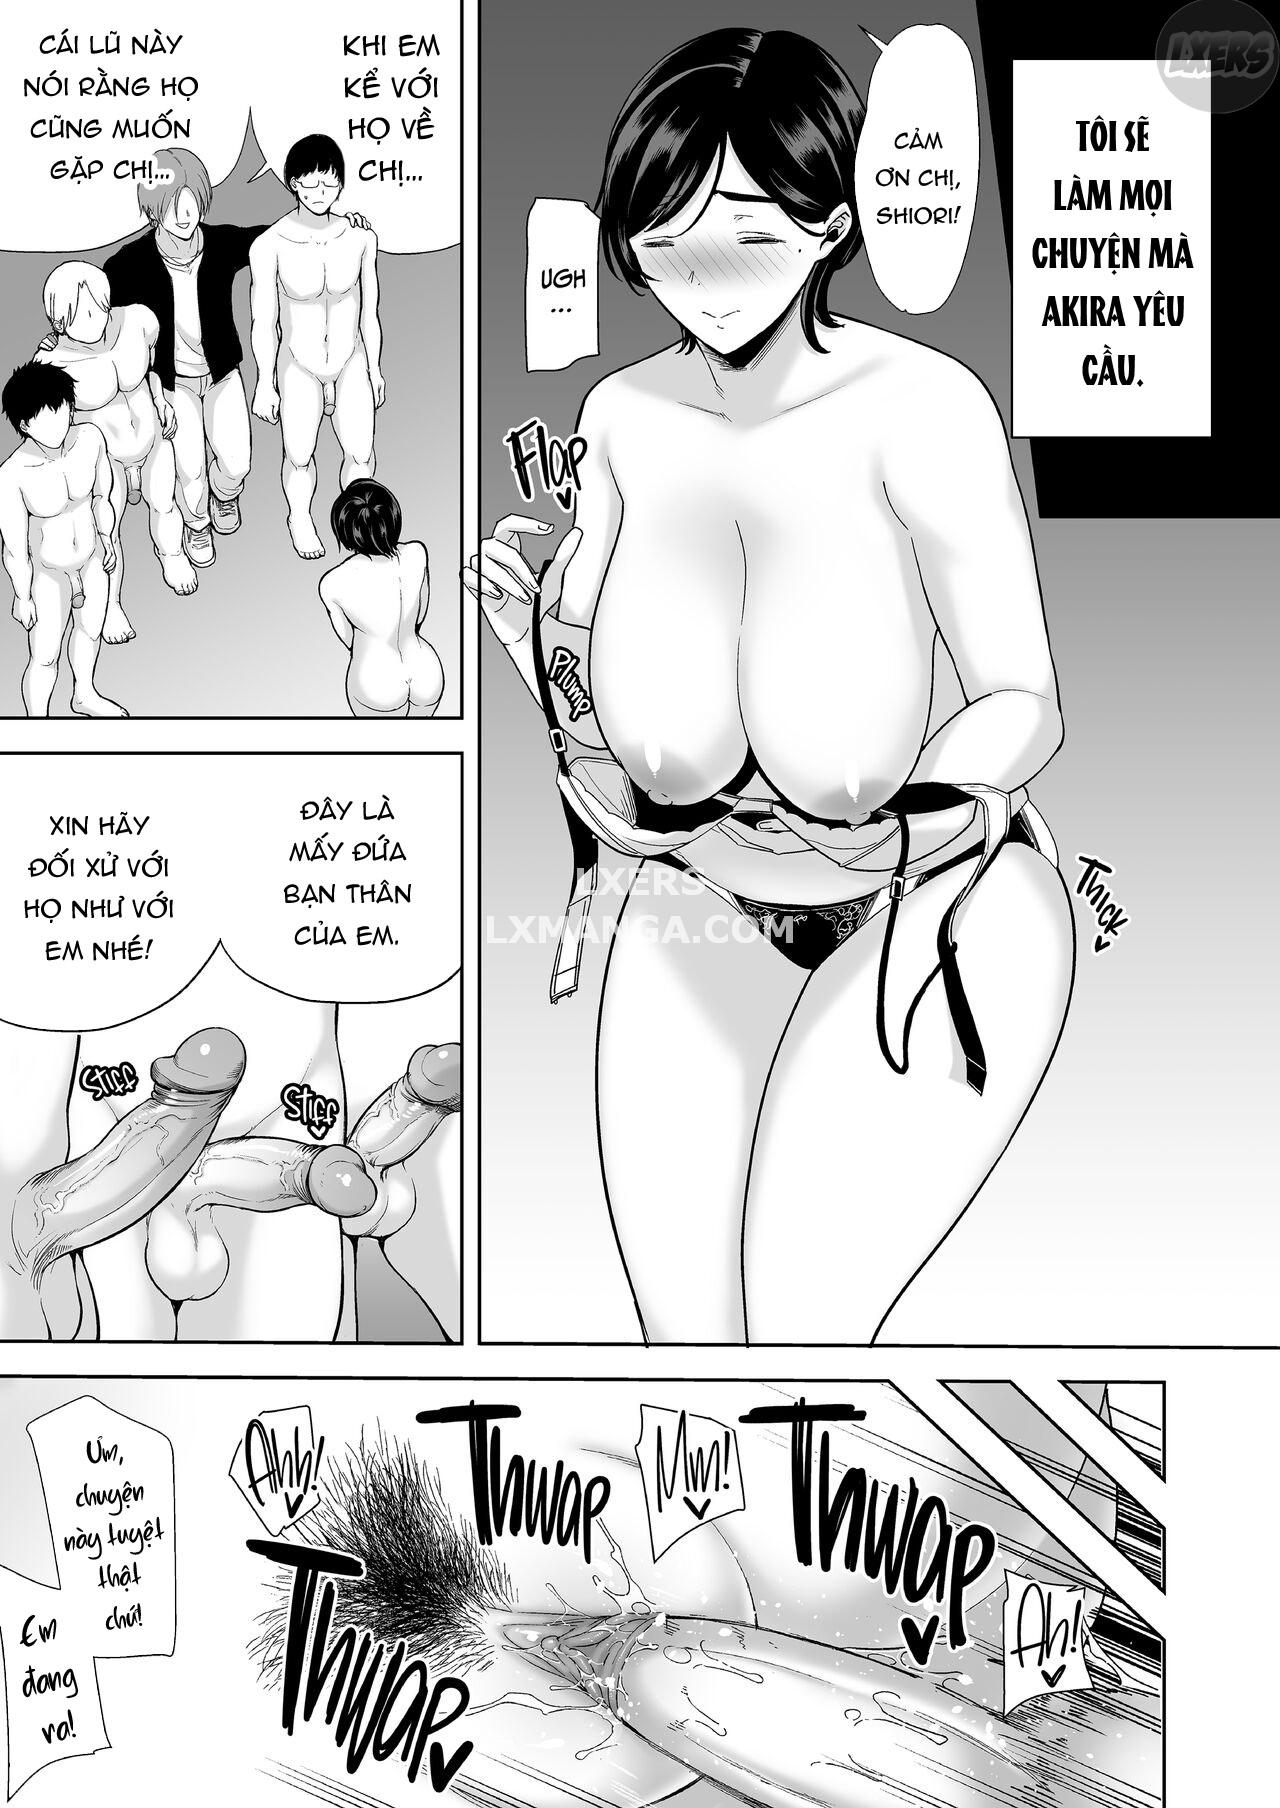 LXERS
TÔI SẼ
LÀM MỌI
CHUYỆN MÀ
AKIRA YÊU
CẦU.
CẢM
ƠN CHỊ,
SHIORI!
UGH
...
Flap
Plump
Thick
KHI EM
KỂ VỚI
HỌ VỀ
CHỊ...
CÁI LŨ NÀY
NÓI RẰNG HỌ
CŨNG MUỐN
GẶP CHỊ...
ĐÂY LÀ
MẤY ĐỨA
BẠN THÂN
CỦA EM.
XIN HÃY
ĐỐI XỬ VỚI
HỌ NHƯ VỚI
EM NHÉ!
Stiff
Stiff
LXERS
LXMANGA.COM
Thwap
Ah!
Mm!
Thwap
Ahh!
Thwap
Ưm,
chuyện
này tuyệt
thật
chứ!
Em
đang
ra!